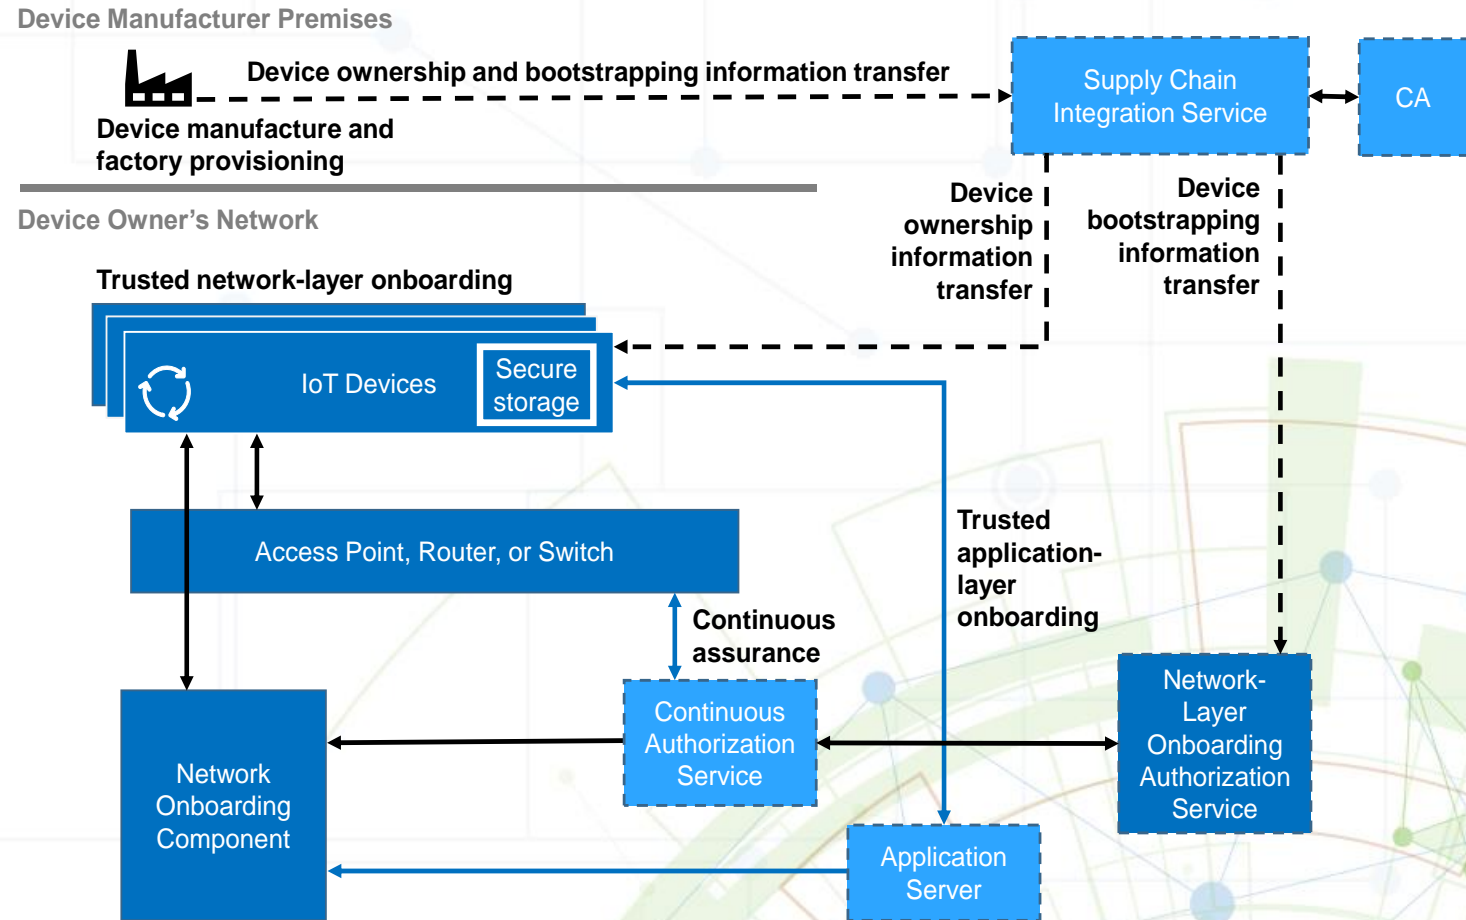 Device Manufacturer Premises
Device ownership and bootstrapping information transfer
Device manufacture and
factory provisioning
Supply Chain
Integration Service
CA
Device Owner’s Network
Device
ownership
information
transfer
Device
bootstrapping
information
transfer
Trusted network-layer onboarding
IoT Devices
Secure
storage
Access Point, Router, or Switch
Trusted
application-
layer
onboarding
Continuous
assurance
Continuous
Authorization
Service
Network-
Layer
Onboarding
Authorization
Service
Network
Onboarding
Component
Application
Server